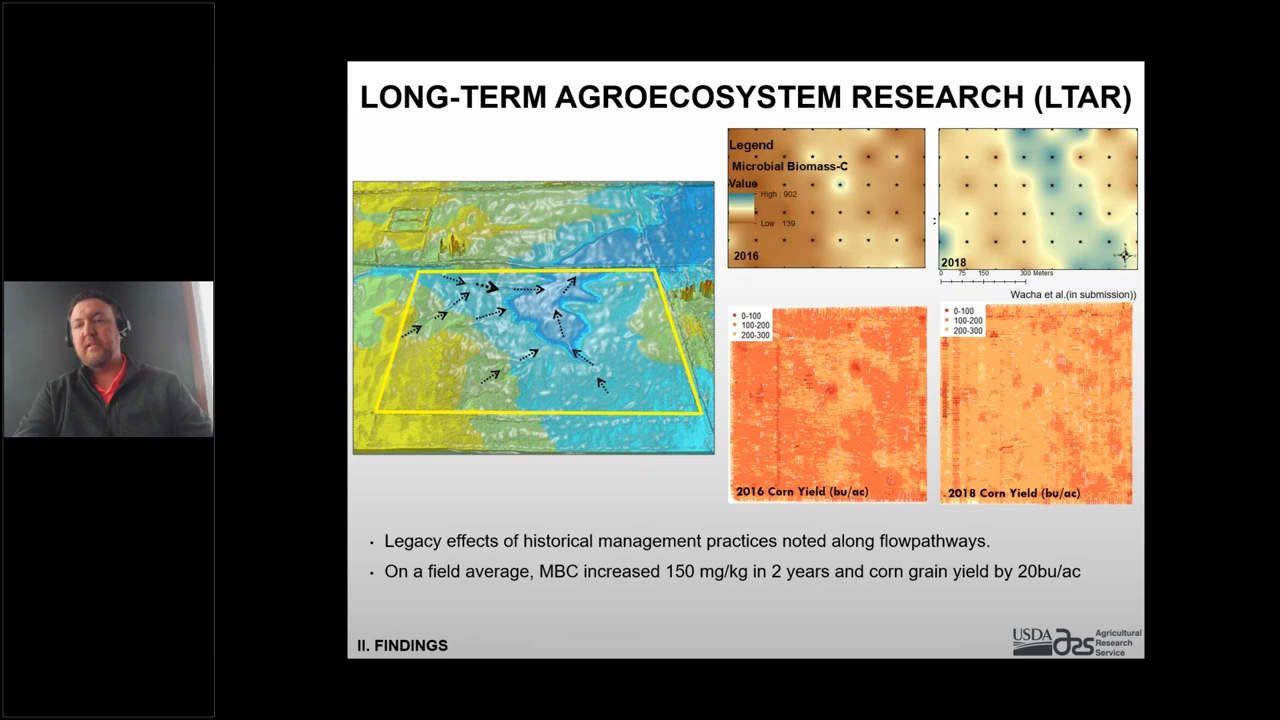 LONG-TERM AGROECOSYSTEM RESEARCH (LTAR)
Legend
Microbial Biomass-C
Value
High : 902
Low : 139
2016
2018
0 75 150 300 Meters
Wacha et al.(in submission))
0-100
100-200
200-300
2016 Corn Yield (bu/ac)
0-100
100-200
200-300
2018 Corn Yield (bu/ac)
• Legacy effects of historical management practices noted along flowpathways.
• On a field average, MBC increased 150 mg/kg in 2 years and corn grain yield by 20bu/ac
II. FINDINGS
USDA ars
Agricultural
Research
Service